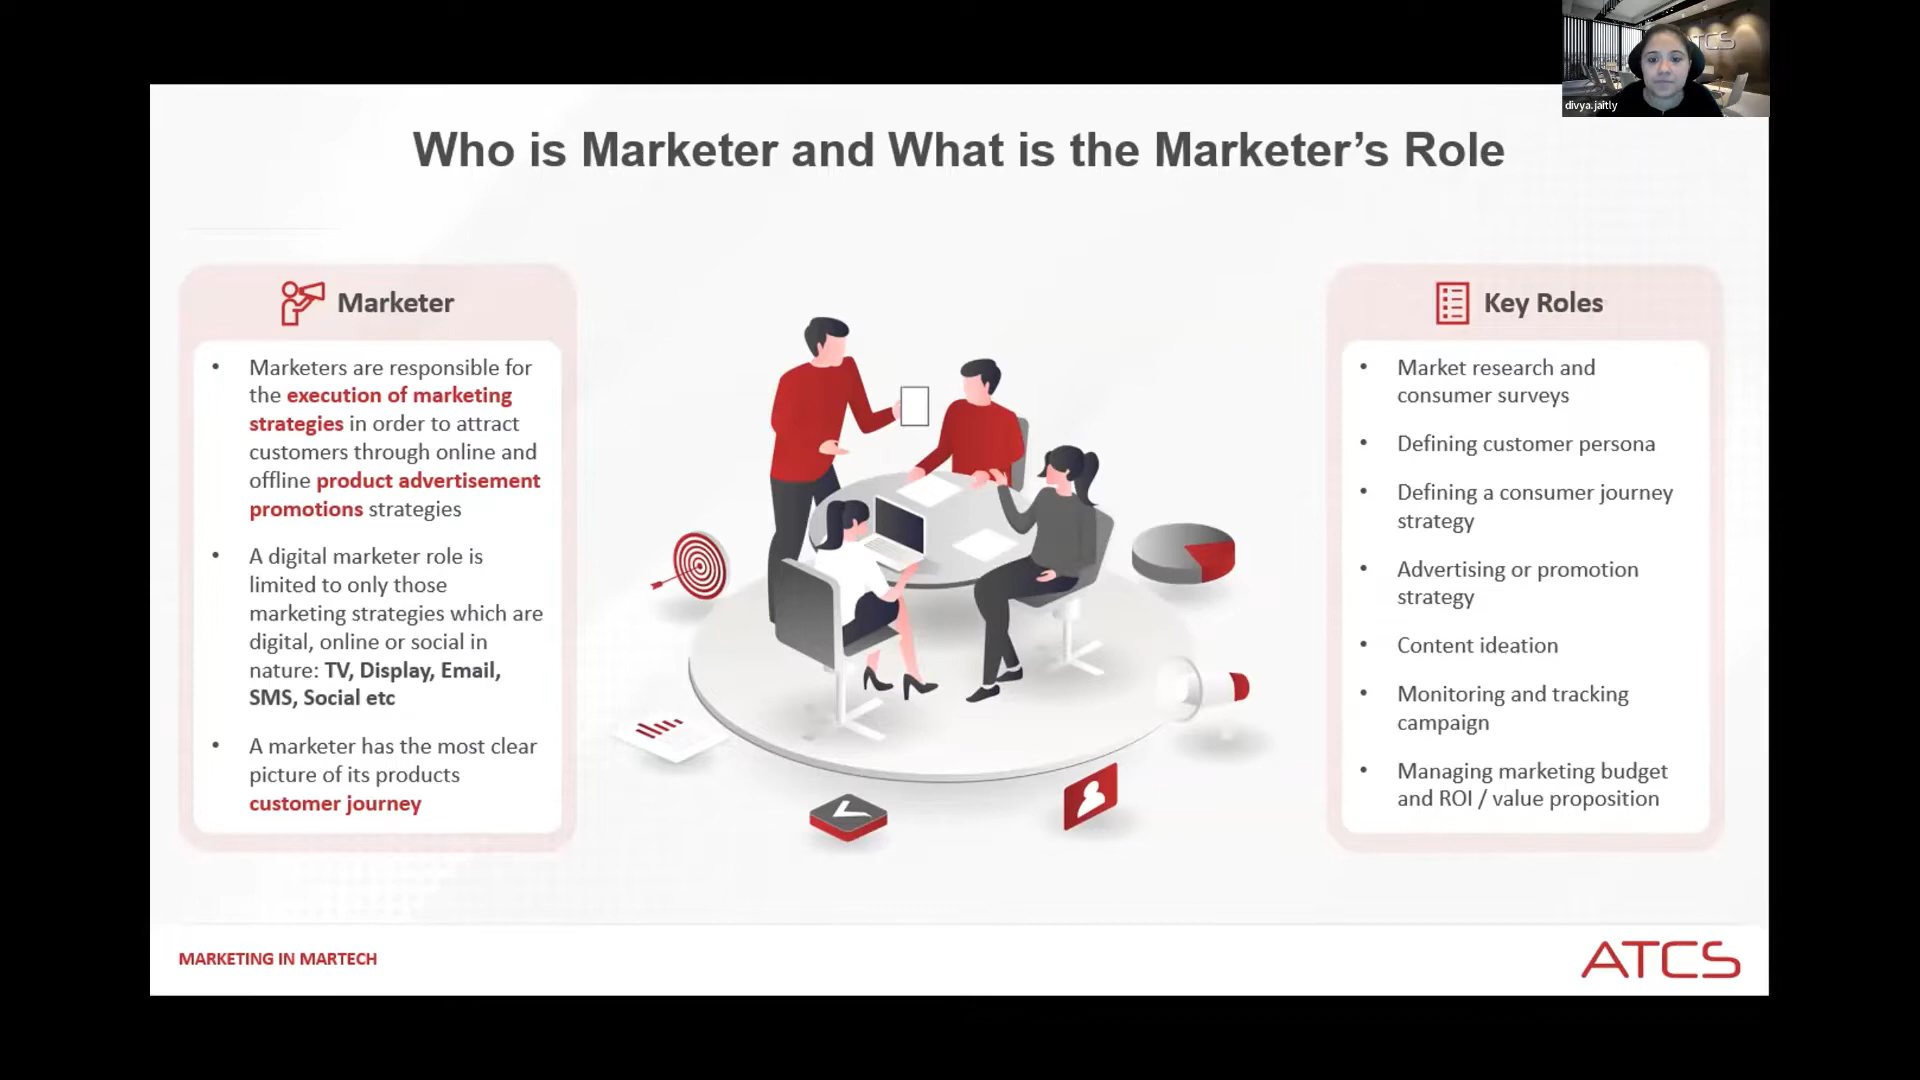 TCS
divya.jaitly
Who is Marketer and What is the Marketer’s Role
Marketer
• Marketers are responsible for
the execution of marketing
strategies in order to attract
customers through online and
offline product advertisement
promotions strategies
• A digital marketer role is
limited to only those
marketing strategies which are
digital, online or social in
nature: TV, Display, Email,
SMS, Social etc
• A marketer has the most clear
picture of its products
customer journey
Key Roles
• Market research and
consumer surveys
• Defining customer persona
• Defining a consumer journey
strategy
• Advertising or promotion
strategy
• Content ideation
• Monitoring and tracking
campaign
• Managing marketing budget
and ROI / value proposition
MARKETING IN MARTECH
ATCS